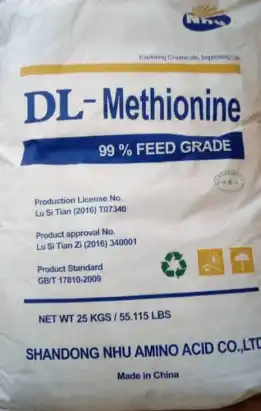 Nhu
Exploring Chemicals, Improving Life
DL-Methionine
99 % FEED GRADE
Production License No.
Lu Si Tian (2016) T07340
Product approval No.
Lu Si Tian Zi (2016) 340001
Product Standard
GB/T 17810-2009
NET WT 25 KGS / 55.115 LBS
SHANDONG NHU AMINO ACID CO.,LTD
Made in China